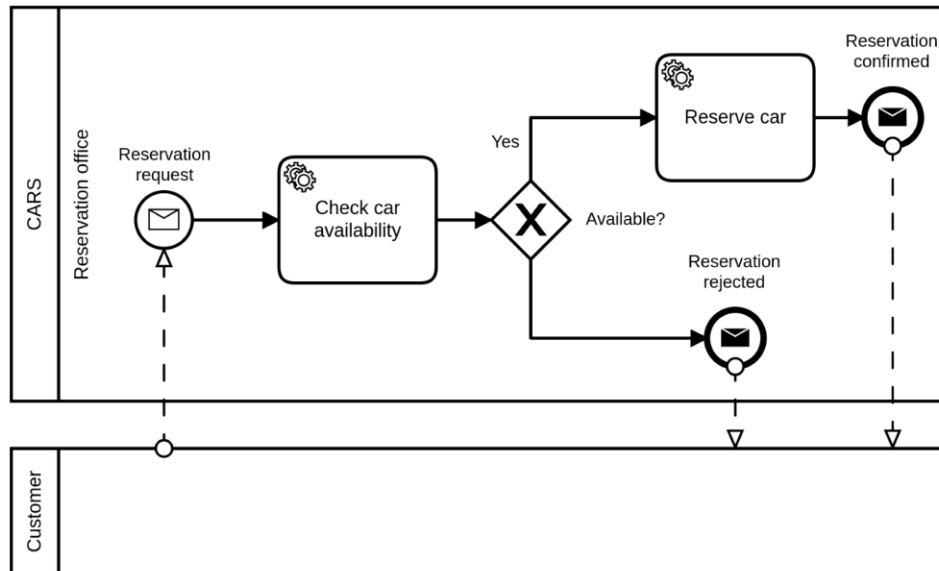 CARS
Reservation office
Reservation
request
Check car
availability
Yes
Available?
Reserve car
Reservation
confirmed
Reservation
rejected
Customer